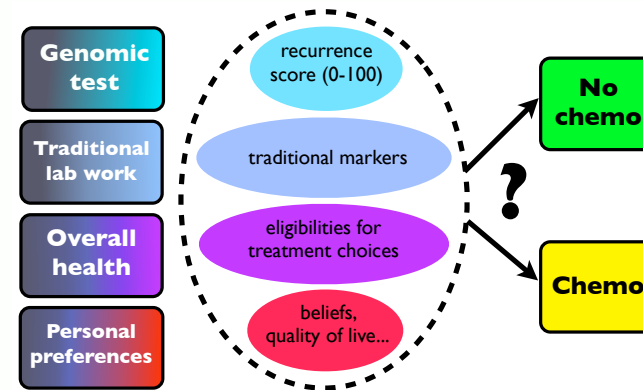 Genomic
test
recurrence
score (0-100)
No
chemo
Traditional
lab work
traditional markers
?
Overall
health
eligibilities for
treatment choices
Chemo
Personal
preferences
beliefs,
quality of live...